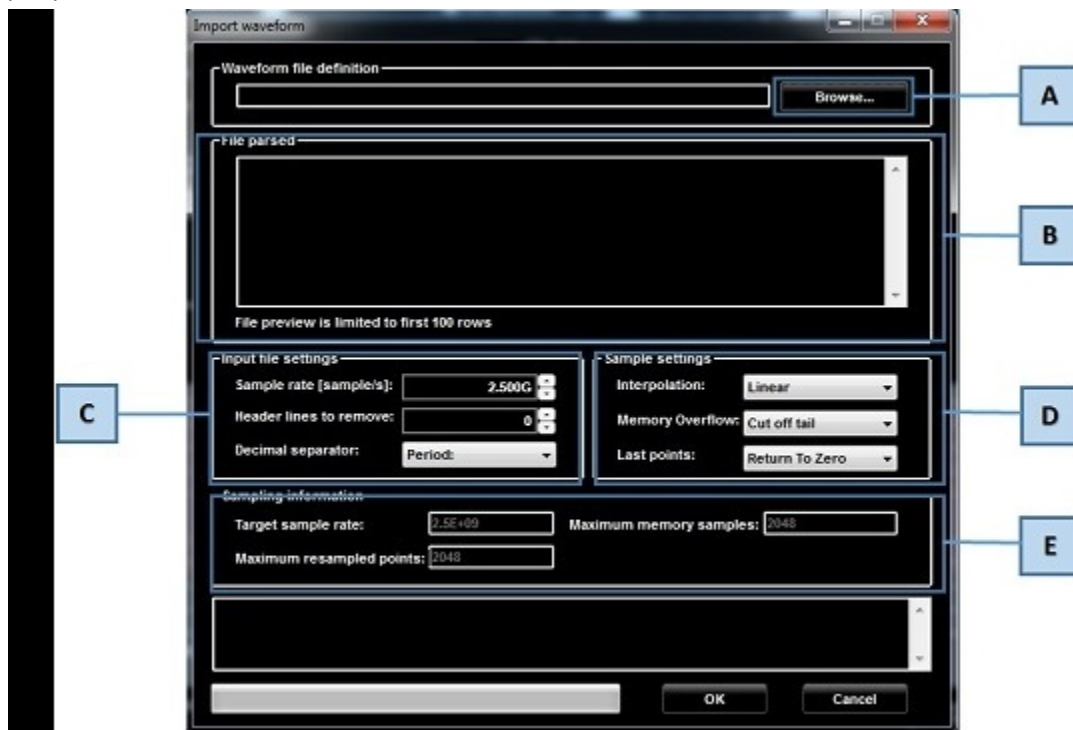 Import waveform
Waveform file definition
Browse...
A
File parsed
B
File preview is limited to first 100 rows
Input file settings
Sample settings
Sample rate [sample/s]: 2.500G
Interpolation: Linear
C
Header lines to remove: 0
Memory Overflow: Cut off tail
D
Decimal separator: Period:
Last points: Return To Zero
Sampling information
Target sample rate: 2.5E+09
Maximum memory samples: 2048
E
Maximum resampled points: 2048
OK
Cancel